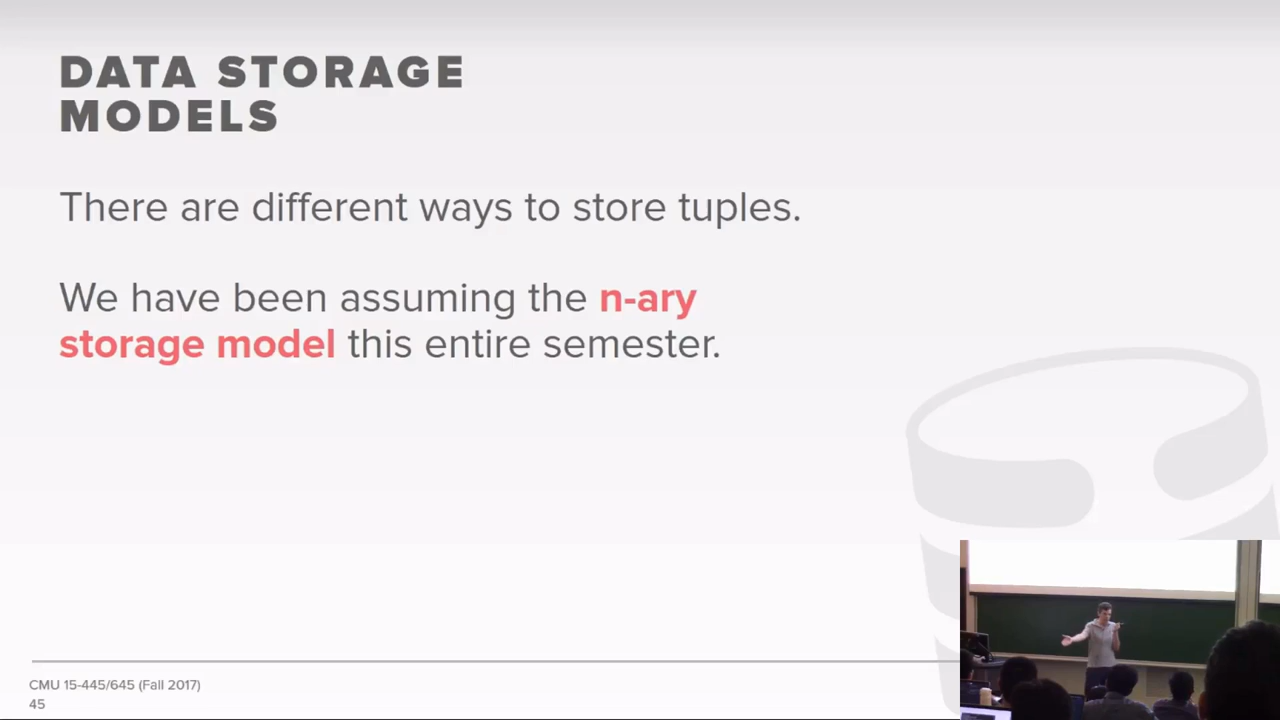 DATA STORAGE
MODELS
There are different ways to store tuples.
We have been assuming the n-ary
storage model this entire semester.
CMU 15-445/645 (Fall 2017)
45